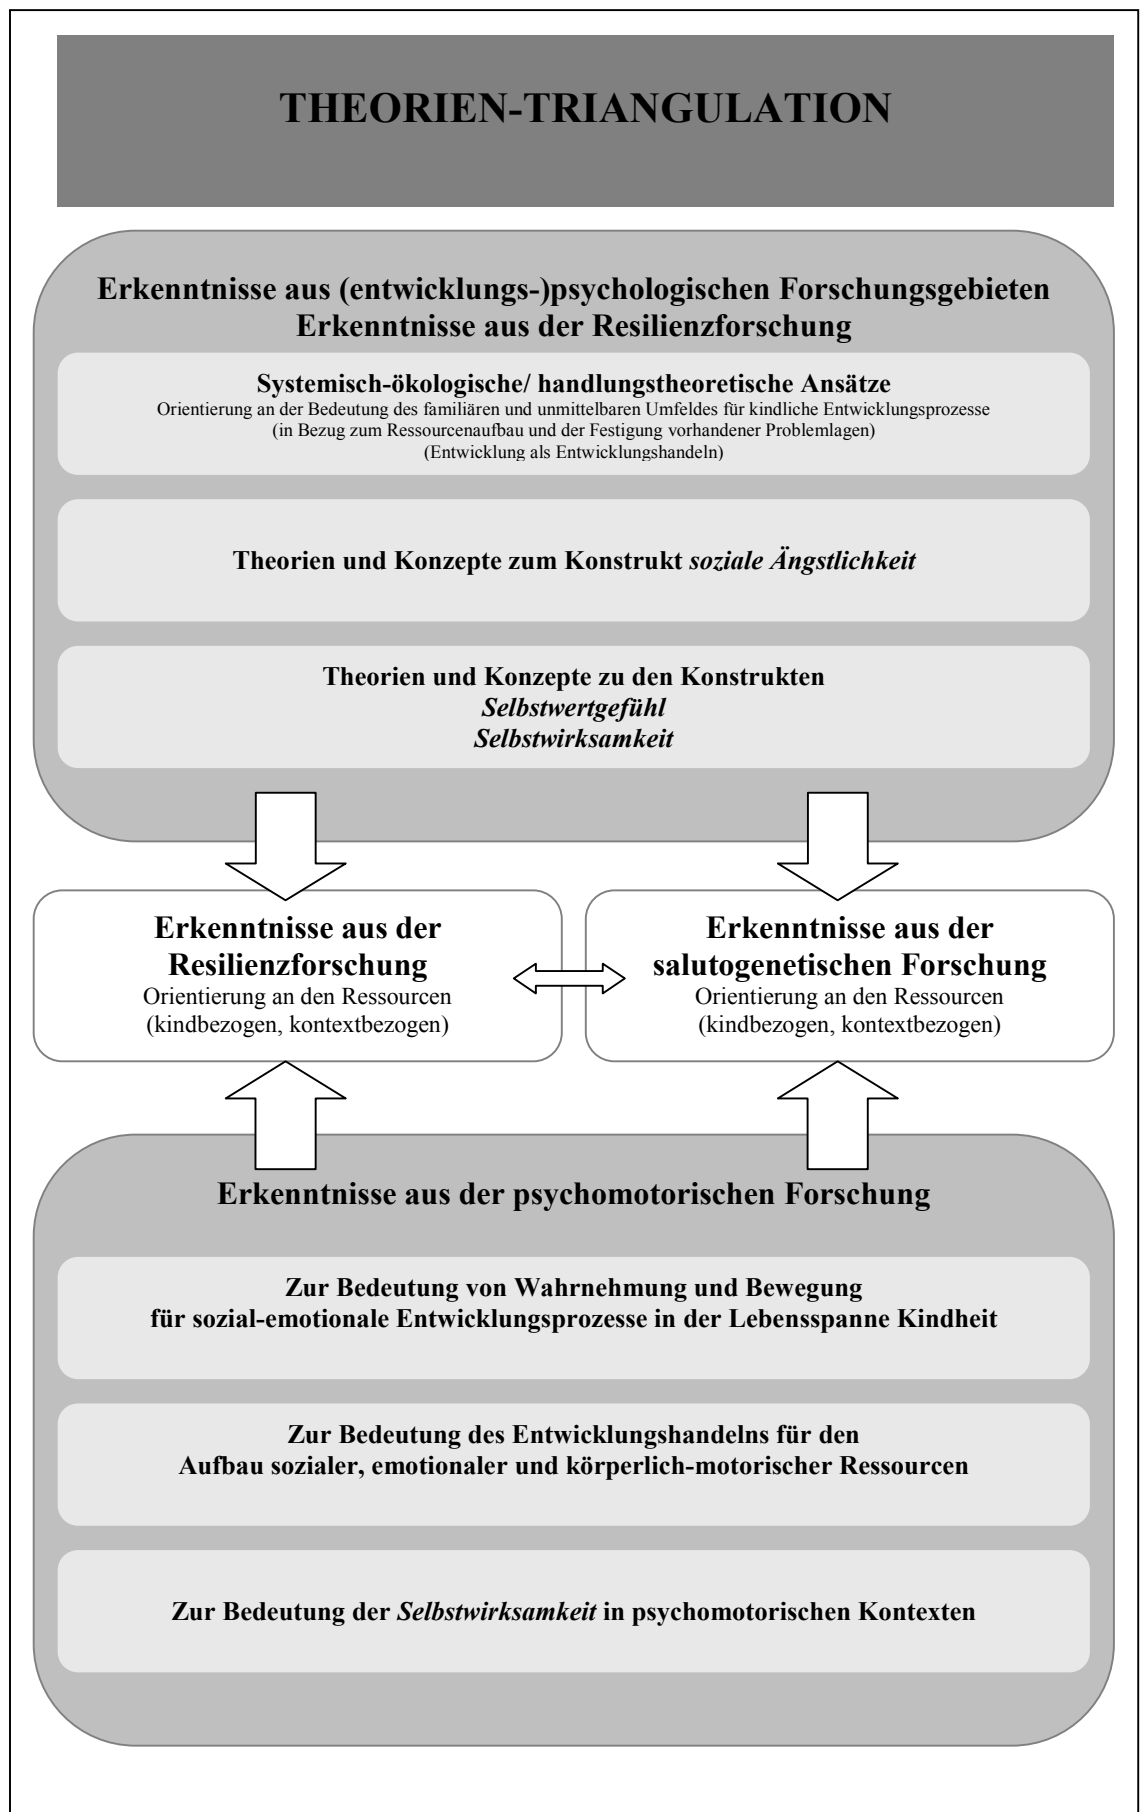 THEORIEN-TRIANGULATION
Erkenntnisse aus (entwicklungs-)psychologischen Forschungsgebieten
Erkenntnisse aus der Resilienzforschung
Systemisch-ökologische/ handlungstheoretische Ansätze
Orientierung an der Bedeutung des familiären und unmittelbaren Umfeldes für kindliche Entwicklungsprozesse
(in Bezug zum Ressourcenaufbau und der Festigung vorhandener Problemlagen)
(Entwicklung als Entwicklungshandeln)
Theorien und Konzepte zum Konstrukt soziale Ängstlichkeit
Theorien und Konzepte zu den Konstrukten
Selbstwertgefühl
Selbstwirksamkeit
Erkenntnisse aus der
Resilienzforschung
Orientierung an den Ressourcen
(kindbezogen, kontextbezogen)
Erkenntnisse aus der
salutogenetischen Forschung
Orientierung an den Ressourcen
(kindbezogen, kontextbezogen)
Erkenntnisse aus der psychomotorischen Forschung
Zur Bedeutung von Wahrnehmung und Bewegung
für sozial-emotionale Entwicklungsprozesse in der Lebensspanne Kindheit
Zur Bedeutung des Entwicklungshandelns für den
Aufbau sozialer, emotionaler und körperlich-motorischer Ressourcen
Zur Bedeutung der Selbstwirksamkeit in psychomotorischen Kontexten